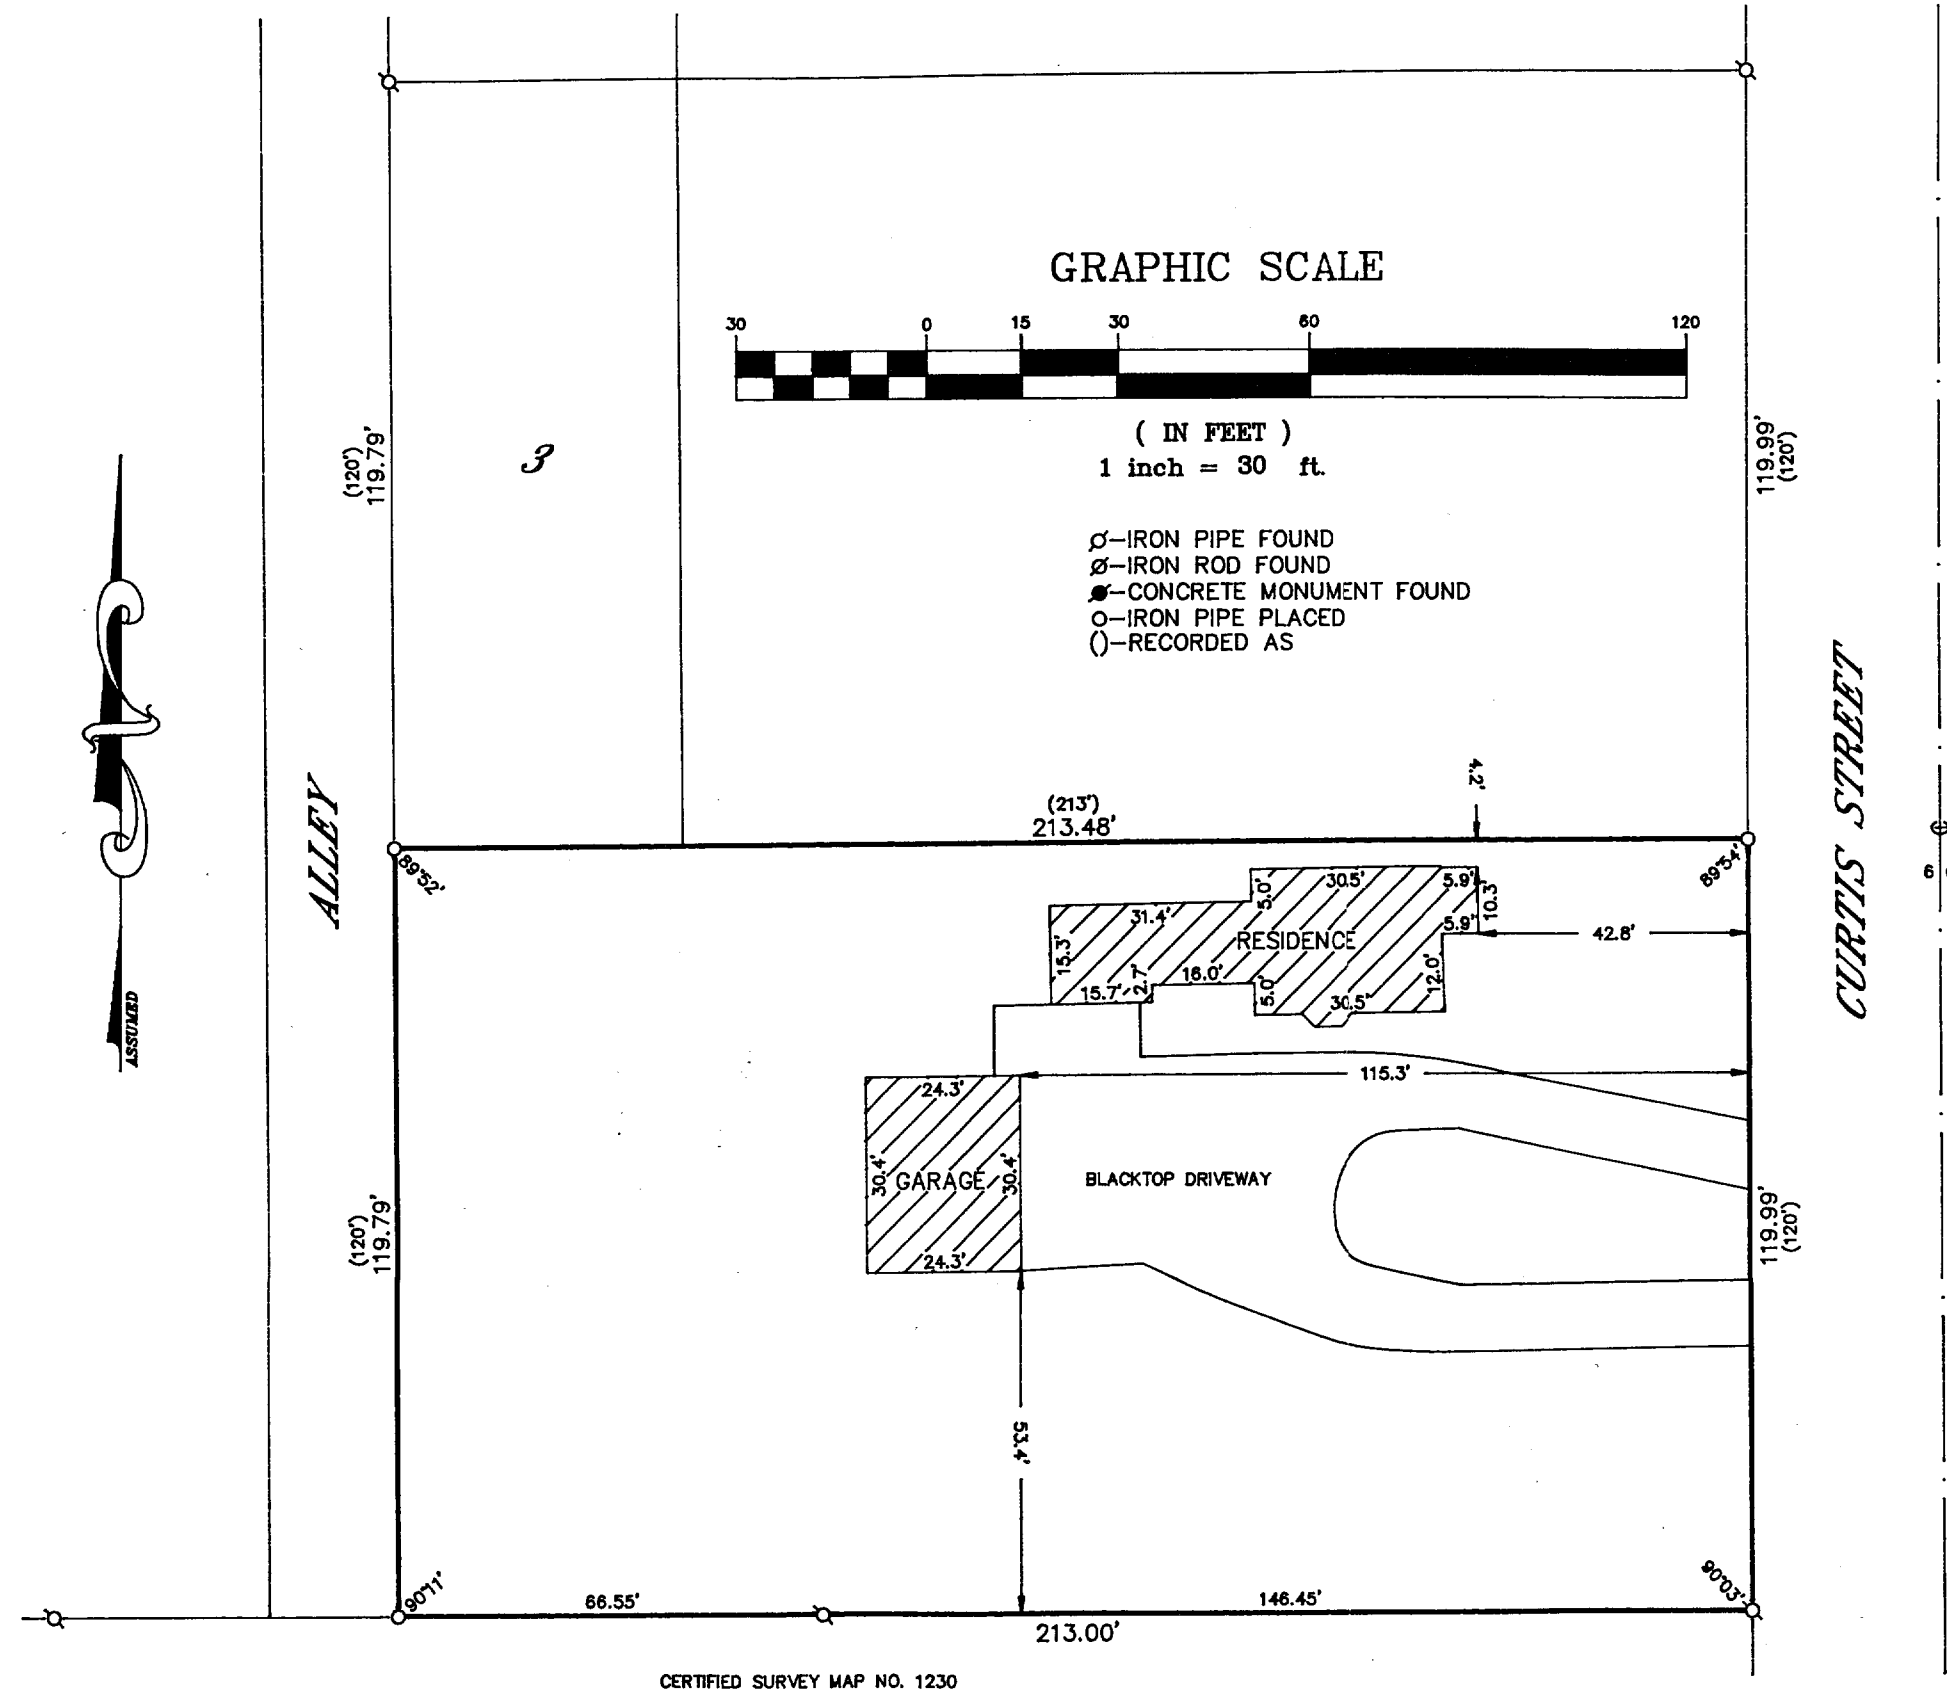 GRAPHIC SCALE
30 0 15 30 60 120
( IN FEET )
1 inch = 30 ft.
(120')
119.79'
3
119.99'
(120')
-IRON PIPE FOUND
-IRON ROD FOUND
-CONCRETE MONUMENT FOUND
-IRON PIPE PLACED
()-RECORDED AS
ASSUMED
ALLEY
CURTIS STREET
4.2'
(213')
213.48'
89°52'
89°54'
6
5.0'
30.5'
5.9'
10.3'
31.4'
RESIDENCE
5.9'
42.8'
15.3'
15.7'
2.7'
16.0'
5.0'
30.5'
12.0'
115.3'
24.3'
30.4'
GARAGE
30.4'
24.3'
BLACKTOP DRIVEWAY
(120')
119.79'
119.99'
(120')
53.4'
90°11'
90°03'
66.55'
146.45'
213.00'
CERTIFIED SURVEY MAP NO. 1230